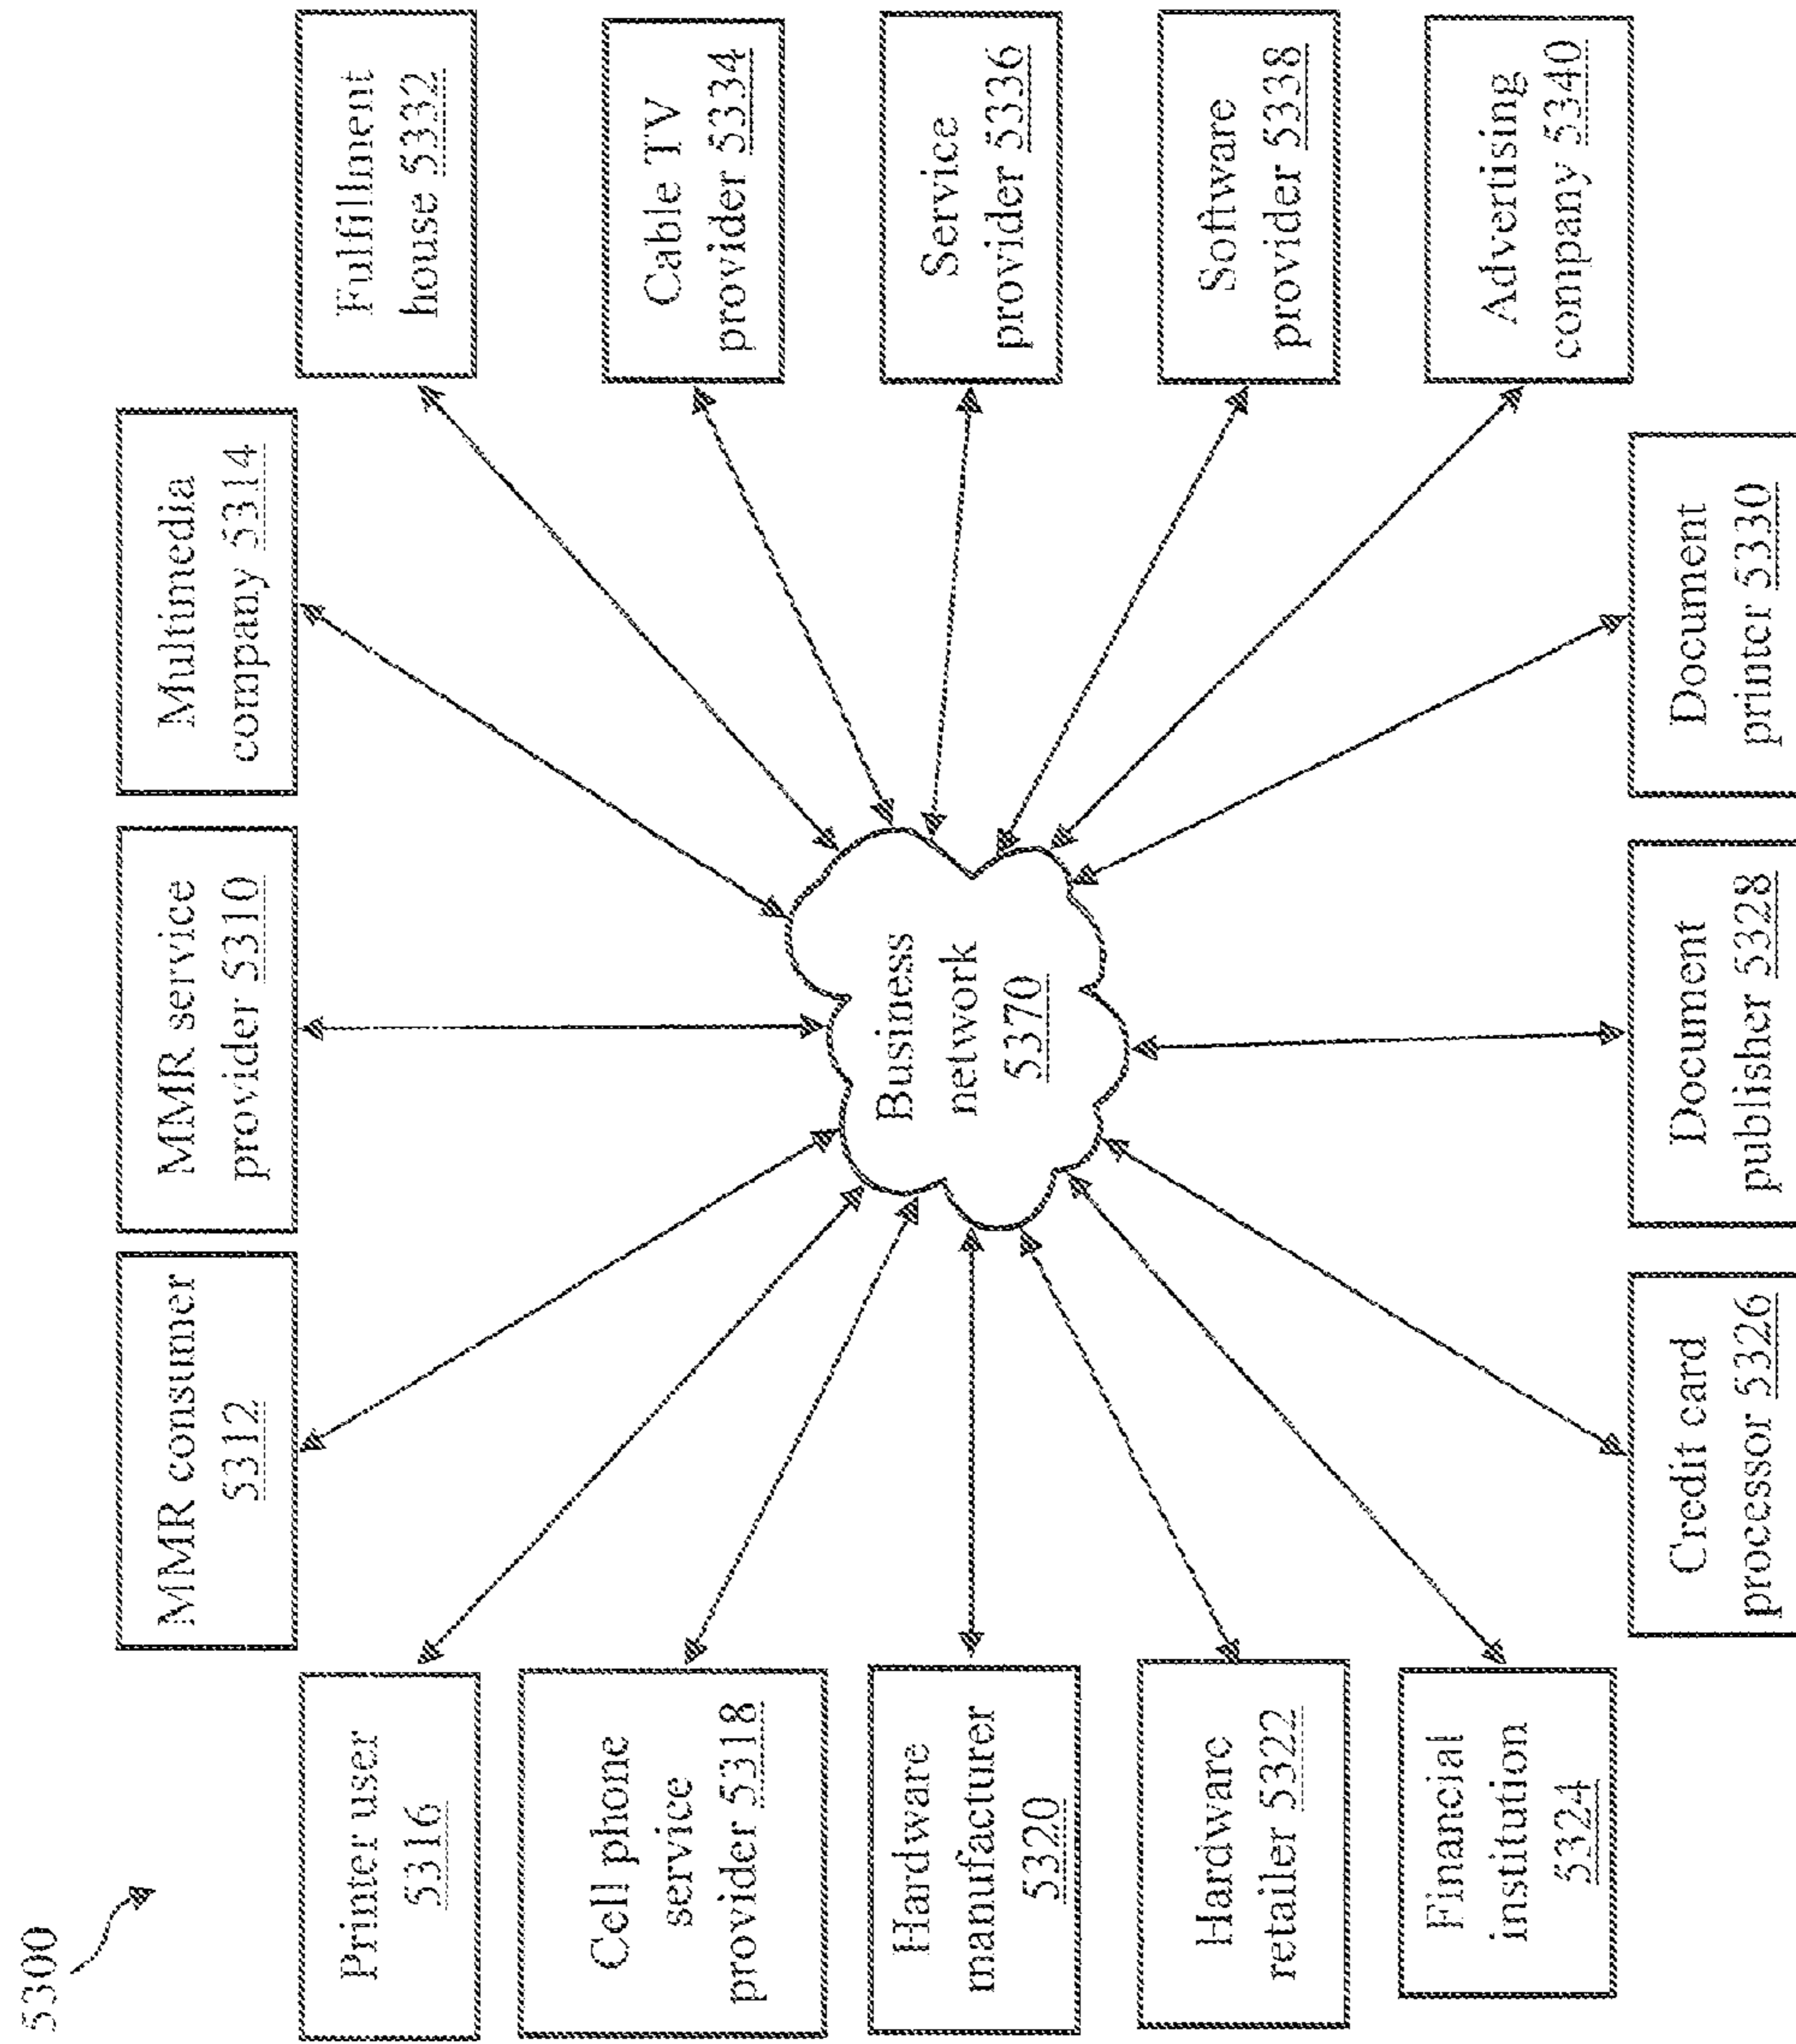 5300
MMR consumer
5312
MMR service
provider 5310
Multimedia
company 5314
Printer user
5316
Cell phone
service
provider 5318
Hardware
manufacturer
5320
Hardware
retailer 5322
Financial
institution
5324
Business
network
5370
Fulfillment
house 5332
Cable TV
provider 5334
Service
provider 5336
Software
provider 5338
Advertising
company 5340
Credit card
processor 5326
Document
publisher 5328
Document
printer 5330